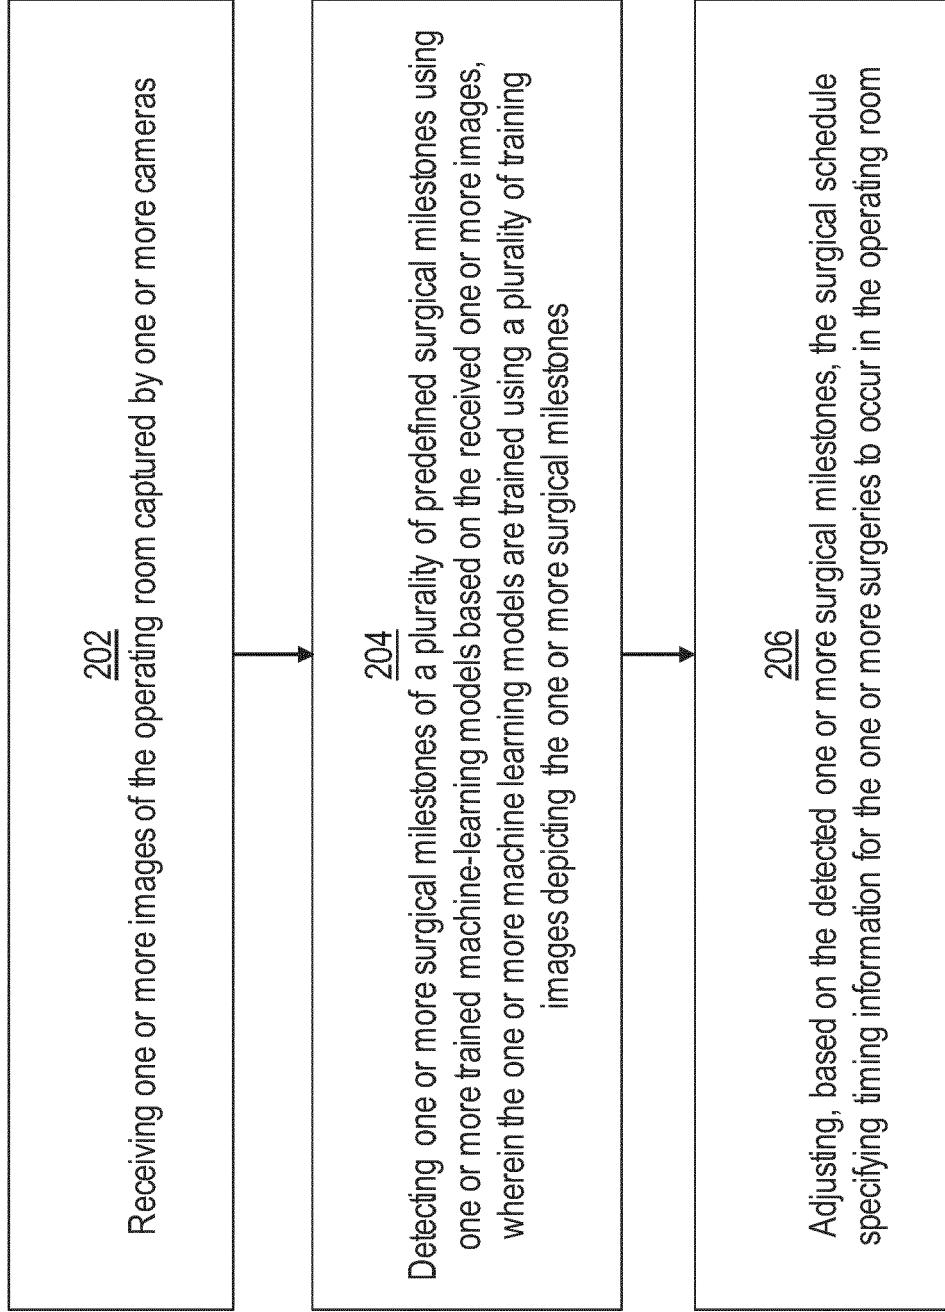 202
Receiving one or more images of the operating room captured by one or more cameras
204
Detecting one or more surgical milestones of a plurality of predefined surgical milestones using
one or more trained machine-learning models based on the received one or more images,
wherein the one or more machine learning models are trained using a plurality of training
images depicting the one or more surgical milestones
206
Adjusting, based on the detected one or more surgical milestones, the surgical schedule
specifying timing information for the one or more surgeries to occur in the operating room